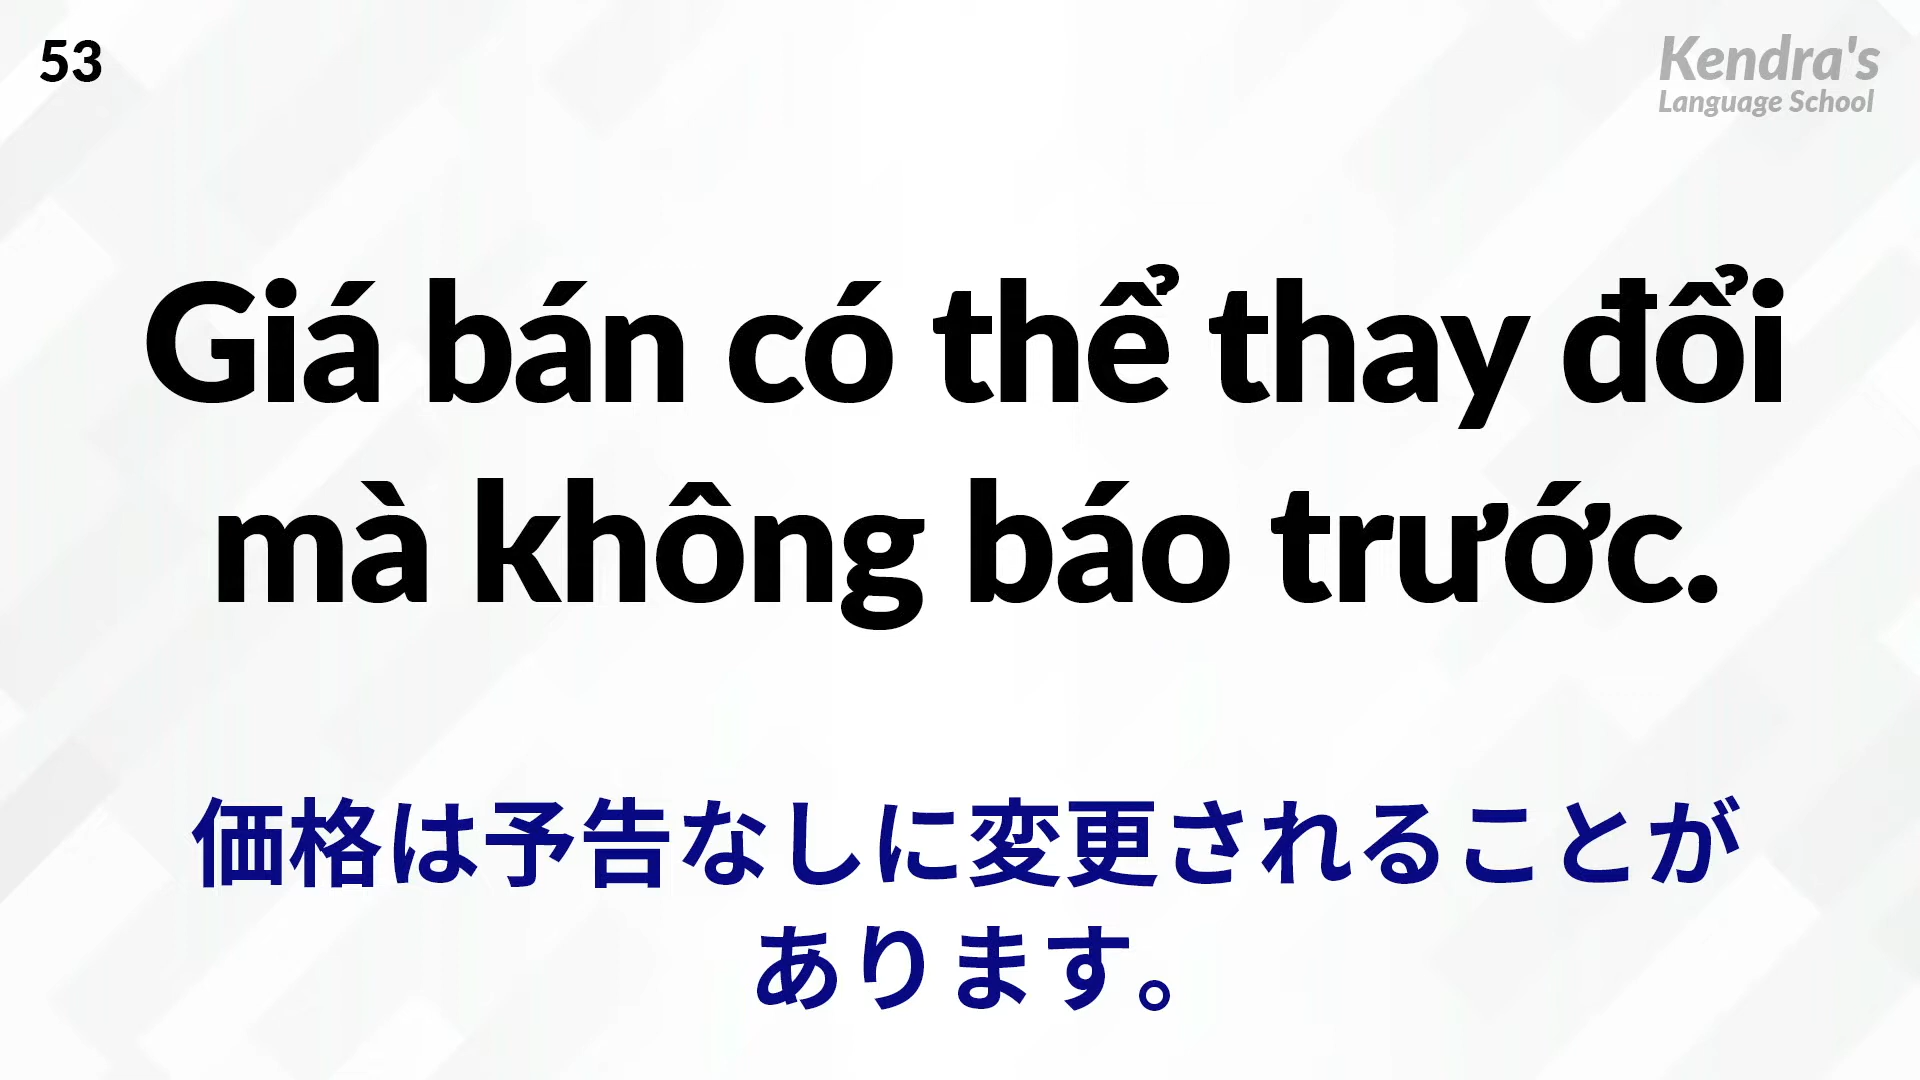 53
Kendra's
Language School
Giá bán có thể thay đổi
mà không báo trước.
価格は予告なしに変更されることが
あります。